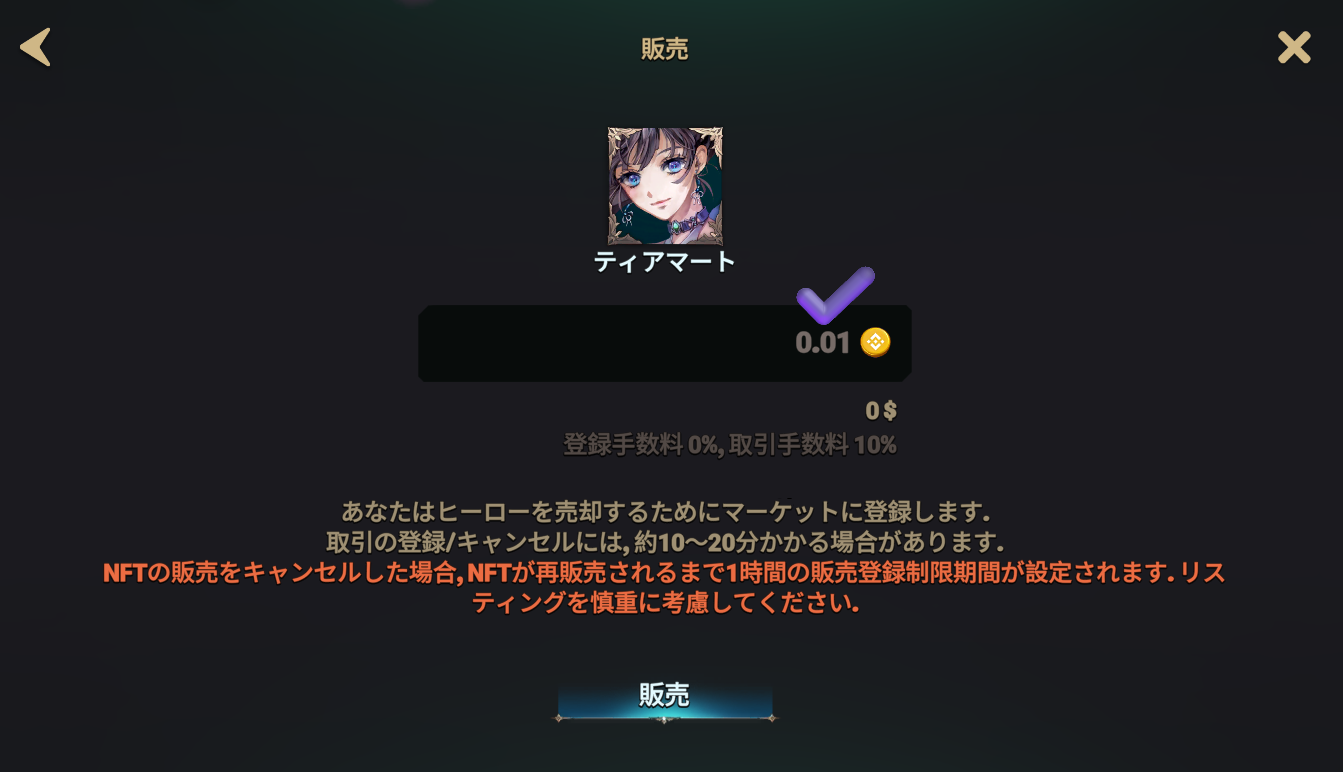 販売
ティアマート
0.01
0 $
登録手数料 0%, 取引手数料 10%
あなたはヒーローを売却するためにマーケットに登録します.
取引の登録/キャンセルには, 約10～20分かかる場合があります.
NFTの販売をキャンセルした場合, NFTが再販売されるまで1時間の販売登録制限期間が設定されます. リス
ティングを慎重に考慮してください.
販売